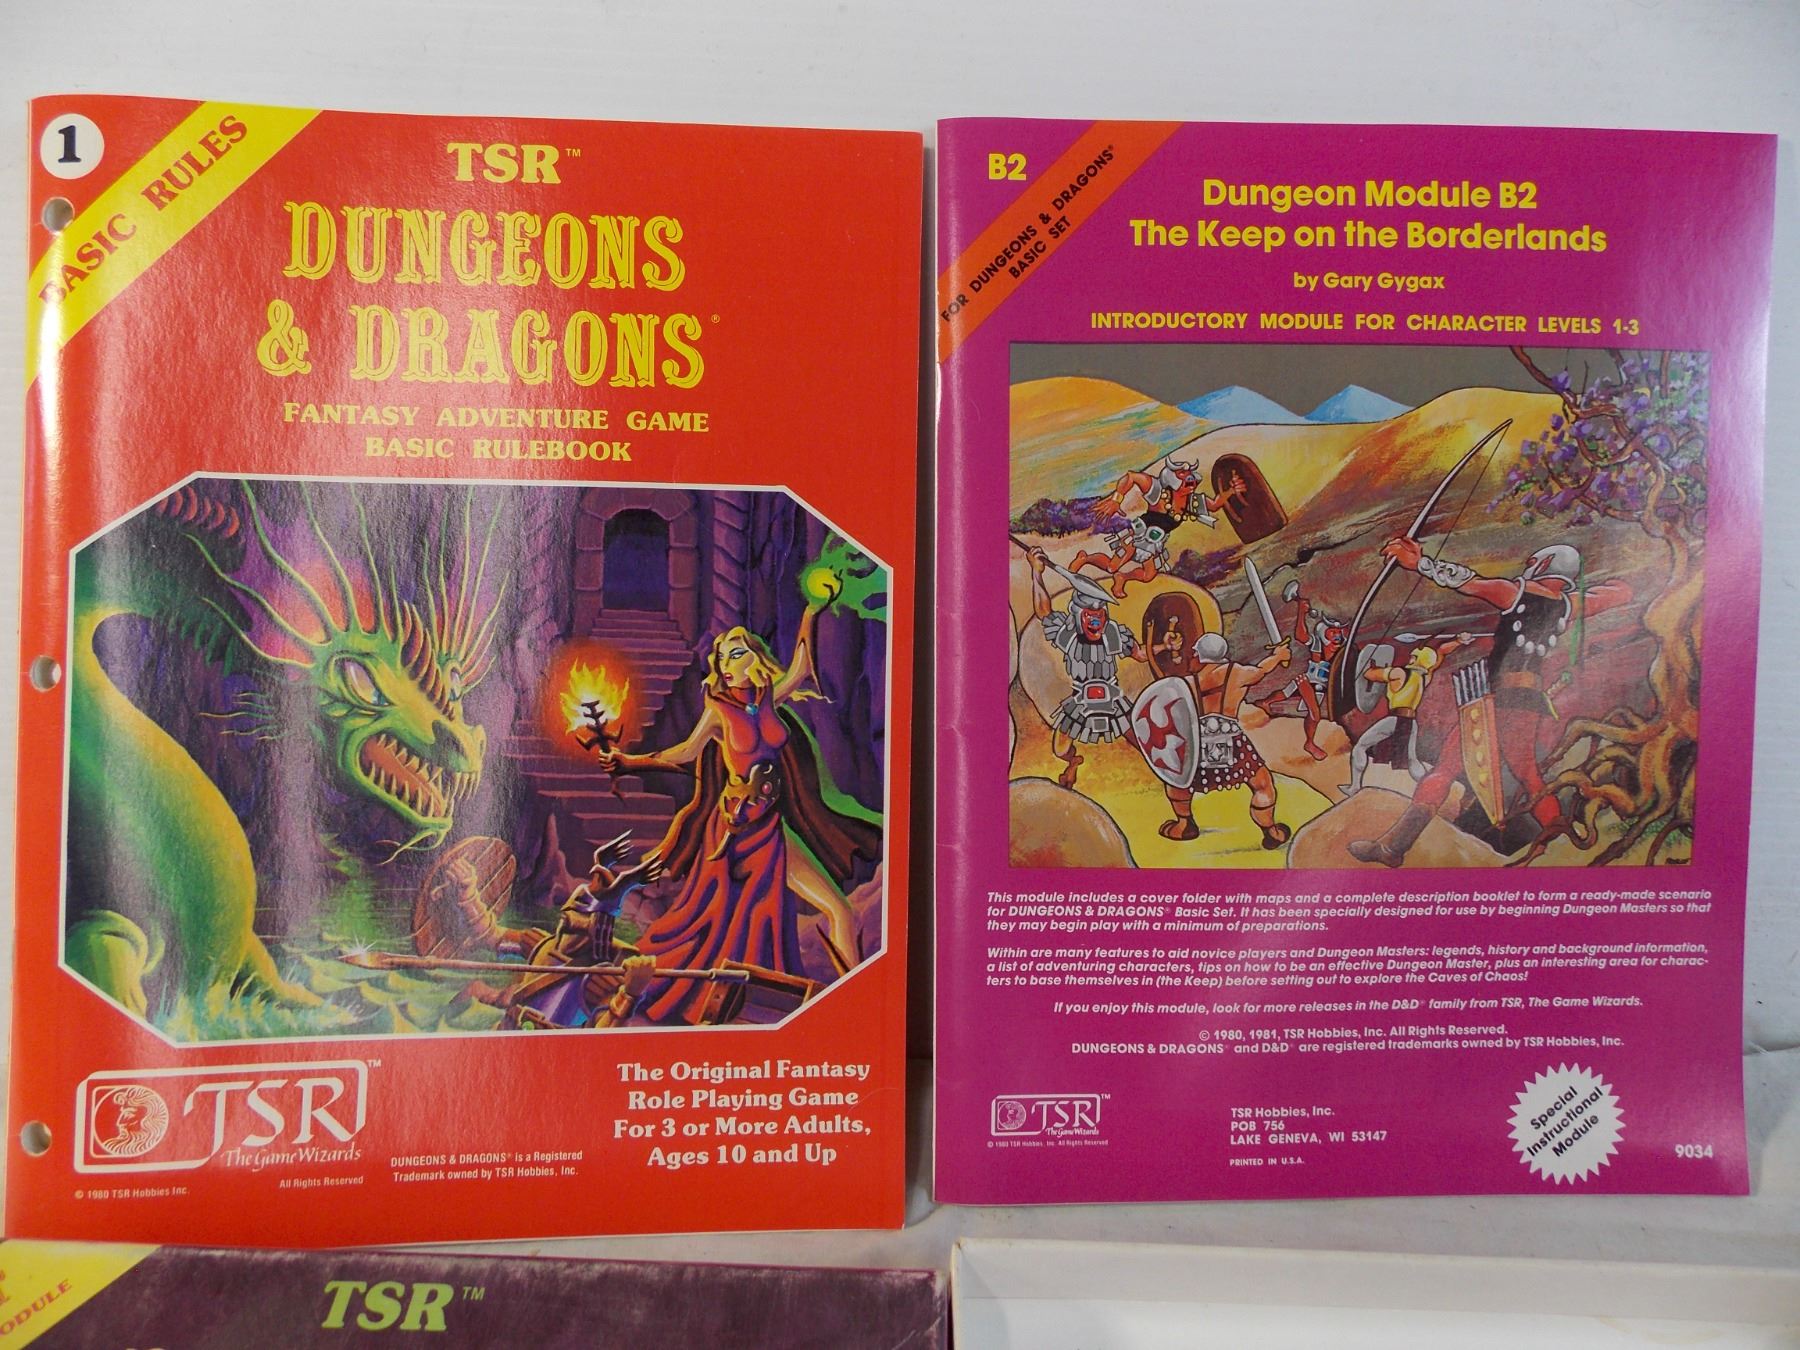 1
BASIC RULES
TSR™
DUNGEONS
& DRAGONS®
FANTASY ADVENTURE GAME
BASIC RULEBOOK
TSR™
The Game Wizards
All Rights Reserved
© 1980 TSR Hobbies Inc.
DUNGEONS & DRAGONS® is a Registered
Trademark owned by TSR Hobbies, Inc.
The Original Fantasy
Role Playing Game
For 3 or More Adults,
Ages 10 and Up
B2
FOR DUNGEONS & DRAGONS®
BASIC SET
Dungeon Module B2
The Keep on the Borderlands
by Gary Gygax
INTRODUCTORY MODULE FOR CHARACTER LEVELS 1-3
This module includes a cover folder with maps and a complete description booklet to form a ready-made scenario
for DUNGEONS & DRAGONS® Basic Set. It has been specially designed for use by beginning Dungeon Masters so that
they may begin play with a minimum of preparations.
Within are many features to aid novice players and Dungeon Masters: legends, history and background information,
a list of adventuring characters, tips on how to be an effective Dungeon Master, plus an interesting area for charac-
ters to base themselves in (the Keep) before setting out to explore the Caves of Chaos!
If you enjoy this module, look for more releases in the D&D® family from TSR, The Game Wizards.
© 1980, 1981, TSR Hobbies, Inc. All Rights Reserved.
DUNGEONS & DRAGONS® and D&D® are registered trademarks owned by TSR Hobbies, Inc.
TSR™
The Game Wizards
© 1980 TSR Hobbies, Inc. All Rights Reserved
TSR Hobbies, Inc.
POB 756
LAKE GENEVA, WI 53147
PRINTED IN U.S.A.
Special
Instructional
Module
9034
TSR™